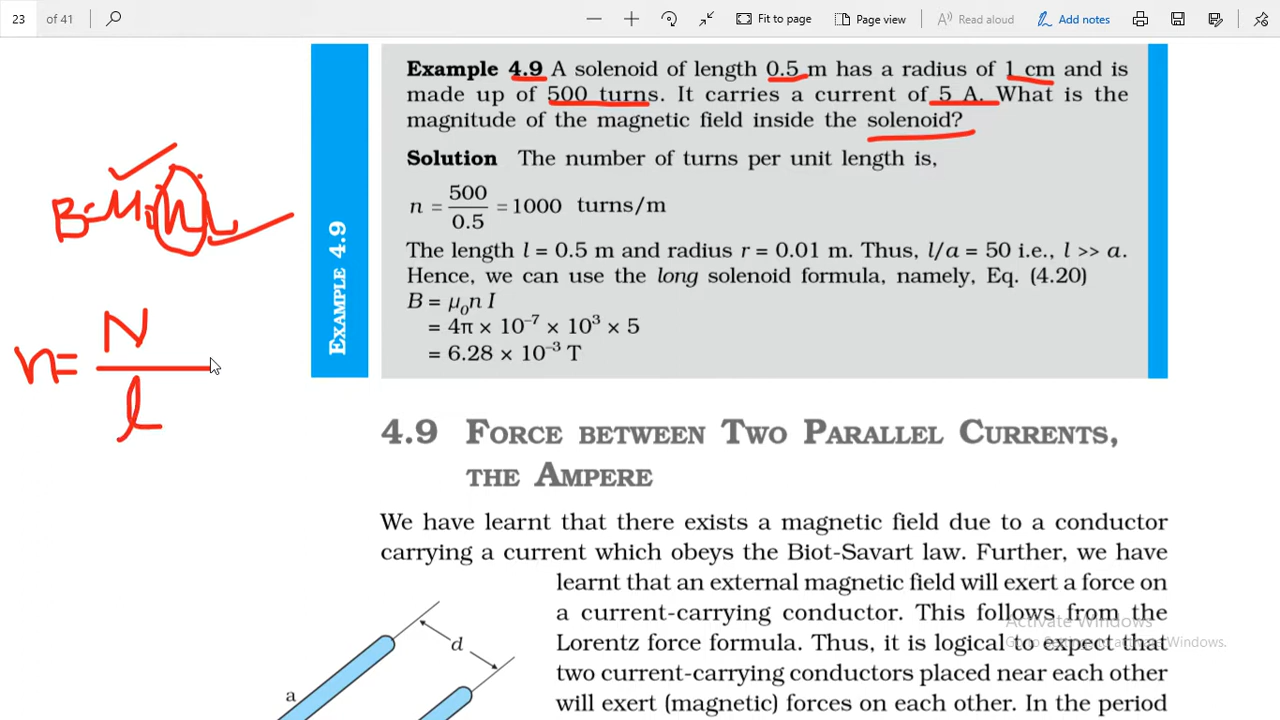 23 of 41
Fit to page
Page view
Read aloud
Add notes
Example 4.9 A solenoid of length 0.5 m has a radius of 1 cm and is
made up of 500 turns. It carries a current of 5 A. What is the
magnitude of the magnetic field inside the solenoid?
Solution The number of turns per unit length is,
n = 500/0.5 = 1000 turns/m
The length l = 0.5 m and radius r = 0.01 m. Thus, l/a = 50 i.e., l >> a.
Hence, we can use the long solenoid formula, namely, Eq. (4.20)
B = μ₀n I
= 4π × 10⁻⁷ × 10³ × 5
= 6.28 × 10⁻³ T
EXAMPLE 4.9
n = N/l
4.9 FORCE BETWEEN TWO PARALLEL CURRENTS,
THE AMPERE
We have learnt that there exists a magnetic field due to a conductor
carrying a current which obeys the Biot-Savart law. Further, we have
learnt that an external magnetic field will exert a force on
a current-carrying conductor. This follows from the
Lorentz force formula. Thus, it is logical to expect that
two current-carrying conductors placed near each other
will exert (magnetic) forces on each other. In the period
d
a
Activate Windows